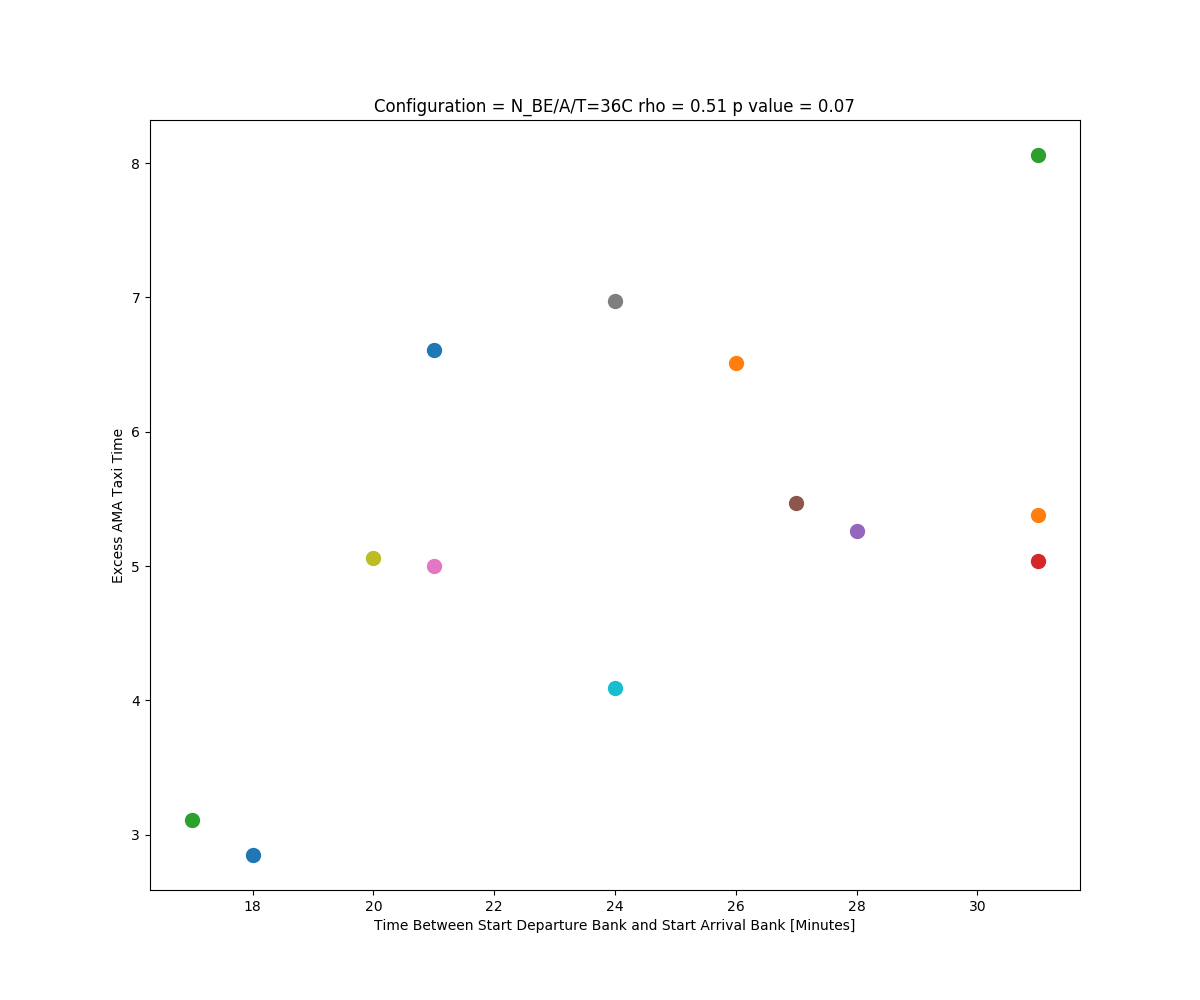 Configuration = N_BE/A/T=36C rho = 0.51 p value = 0.07
8
7
6
5
4
3
Excess AMA Taxi Time
18 20 22 24 26 28 30
Time Between Start Departure Bank and Start Arrival Bank [Minutes]